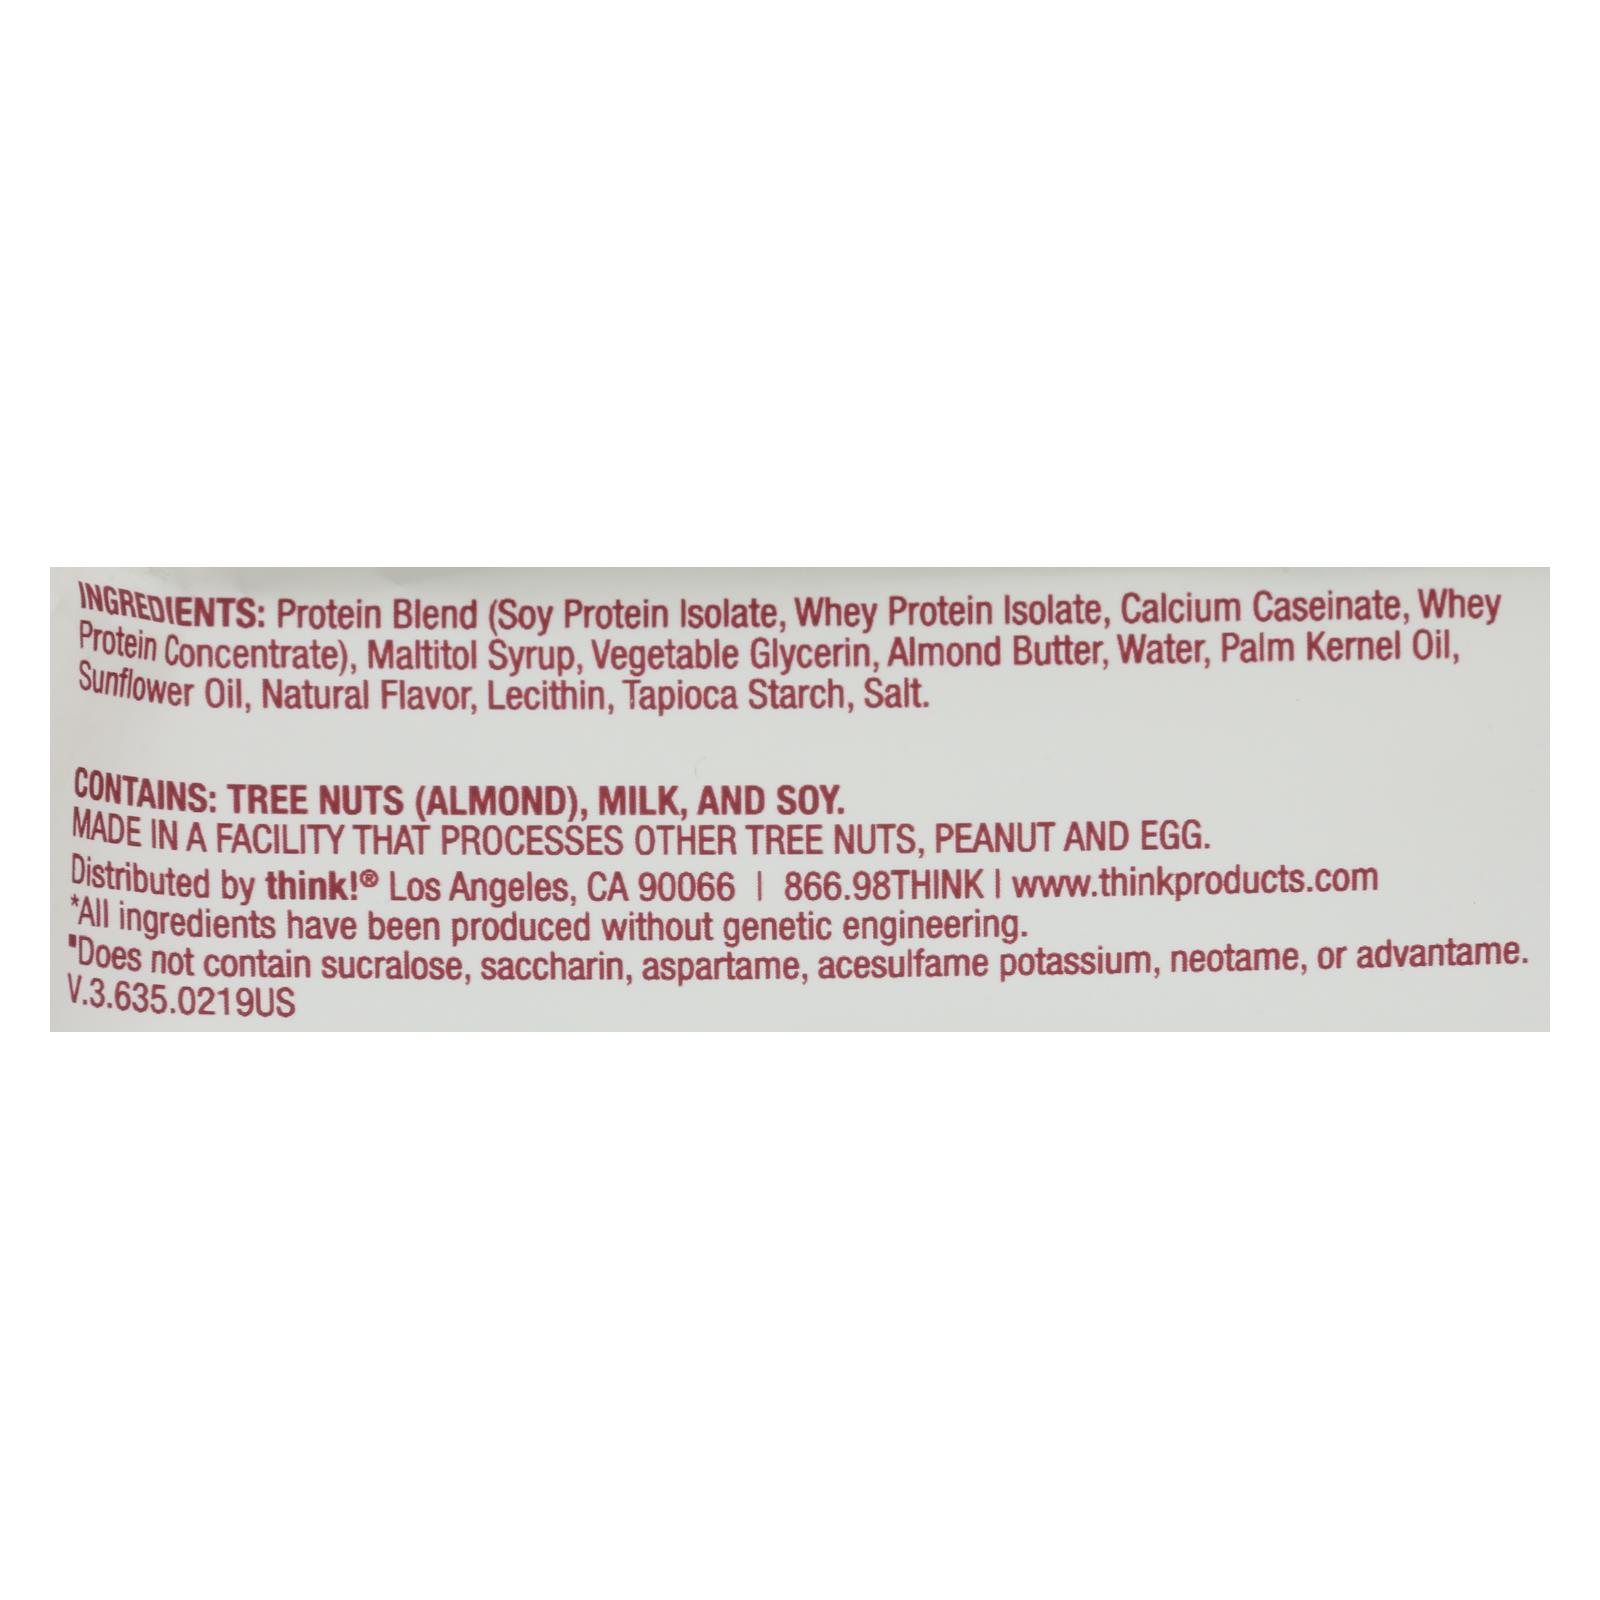 INGREDIENTS: Protein Blend (Soy Protein Isolate, Whey Protein Isolate, Calcium Caseinate, Whey
Protein Concentrate), Maltitol Syrup, Vegetable Glycerin, Almond Butter, Water, Palm Kernel Oil,
Sunflower Oil, Natural Flavor, Lecithin, Tapioca Starch, Salt.
CONTAINS: TREE NUTS (ALMOND), MILK, AND SOY.
MADE IN A FACILITY THAT PROCESSES OTHER TREE NUTS, PEANUT AND EGG.
Distributed by think!® Los Angeles, CA 90066 | 866.98THINK | www.thinkproducts.com
*All ingredients have been produced without genetic engineering.
▪Does not contain sucralose, saccharin, aspartame, acesulfame potassium, neotame, or advantame.
V.3.635.0219US